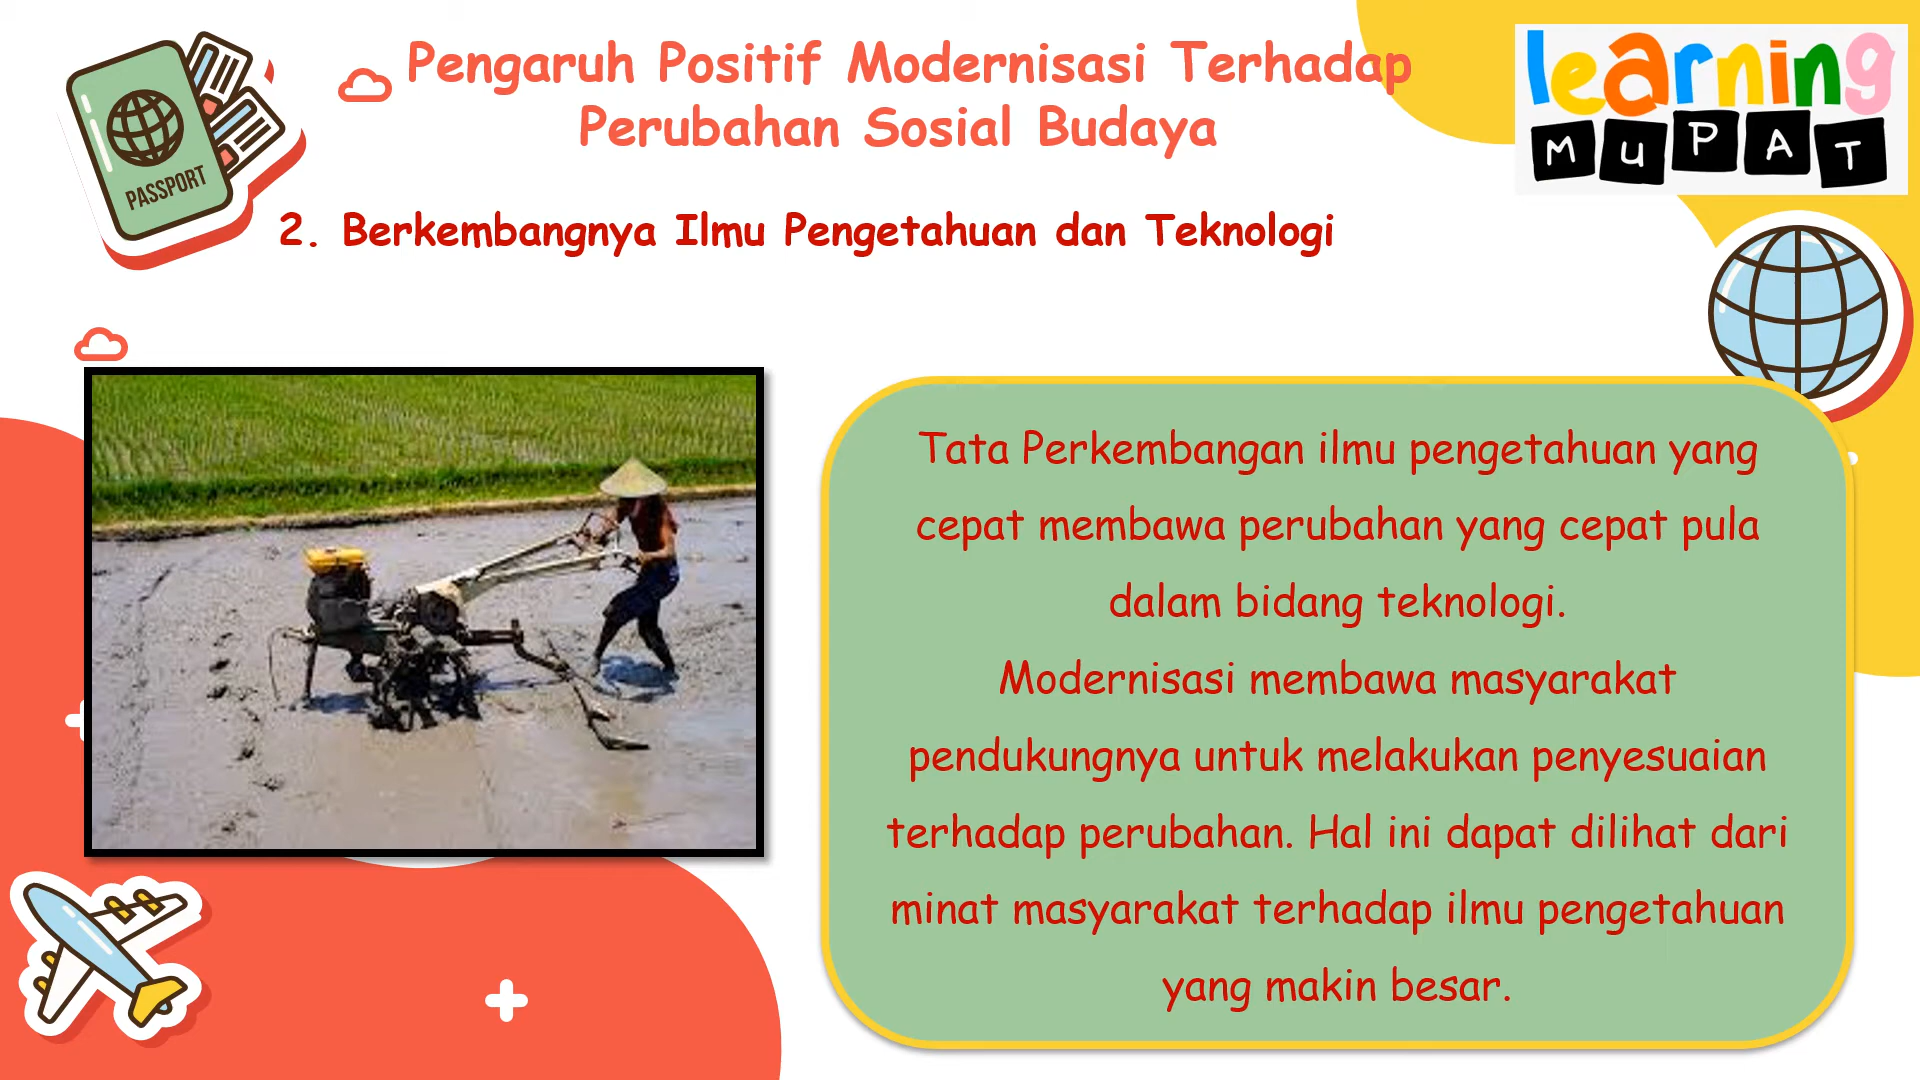 Pengaruh Positif Modernisasi Terhadap
Perubahan Sosial Budaya
learning
MUPAT
PASSPORT
2. Berkembangnya Ilmu Pengetahuan dan Teknologi
Tata Perkembangan ilmu pengetahuan yang
cepat membawa perubahan yang cepat pula
dalam bidang teknologi.
Modernisasi membawa masyarakat
pendukungnya untuk melakukan penyesuaian
terhadap perubahan. Hal ini dapat dilihat dari
minat masyarakat terhadap ilmu pengetahuan
yang makin besar.